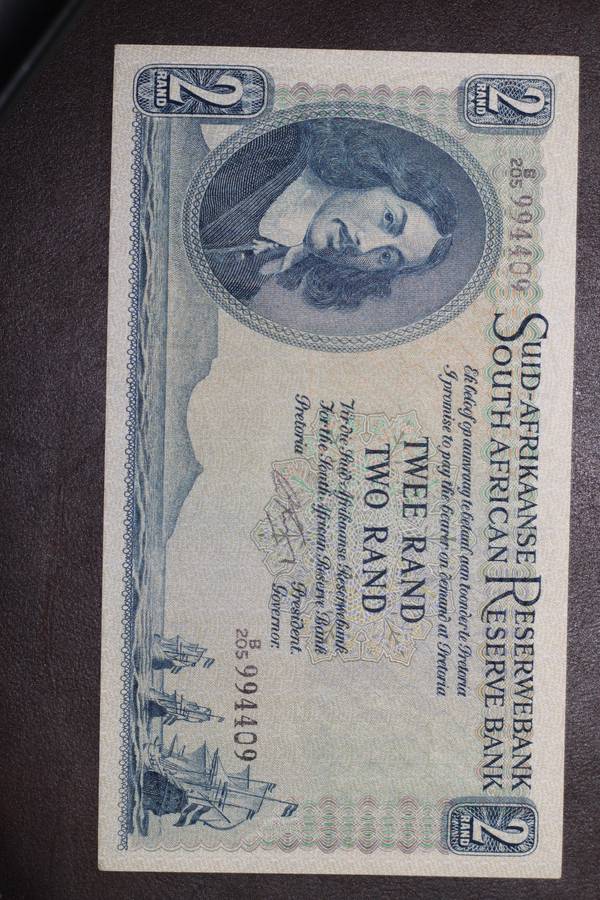 2
RAND
2
RAND
B
205 994409
SUID-AFRIKAANSE RESERWEBANK
SOUTH AFRICAN RESERVE BANK
Ek beloof op aanvraag te betaal aan toonder te Pretoria
I promise to pay the bearer on demand at Pretoria
TWEE RAND
TWO RAND
Vir die Suid-Afrikaanse Reserwebank
For the South African Reserve Bank
Pretoria
President.
Governor.
B
205 994409
2
RAND